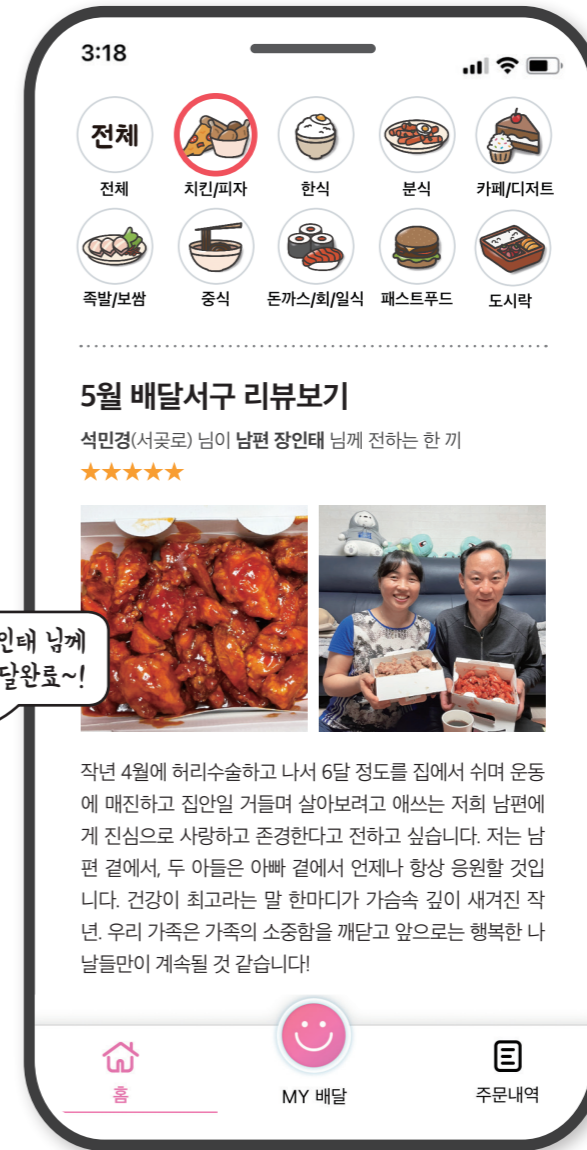 3:18
전체
전체 치킨/피자 한식 분식 카페/디저트
족발/보쌈 중식 돈까스/회/일식 패스트푸드 도시락
5월 배달서구 리뷰보기
석민경(서곶로) 님이 남편 장인태 님께 전하는 한 끼
★★★★★
인태 님께
달완료~!
작년 4월에 허리수술하고 나서 6달 정도를 집에서 쉬며 운동
에 매진하고 집안일 거들며 살아보려고 애쓰는 저희 남편에
게 진심으로 사랑하고 존경한다고 전하고 싶습니다. 저는 남
편 곁에서, 두 아들은 아빠 곁에서 언제나 항상 응원할 것입
니다. 건강이 최고라는 말 한마디가 가슴속 깊이 새겨진 작
년. 우리 가족은 가족의 소중함을 깨닫고 앞으로는 행복한 나
날들만이 계속될 것 같습니다!
홈 MY 배달 주문내역